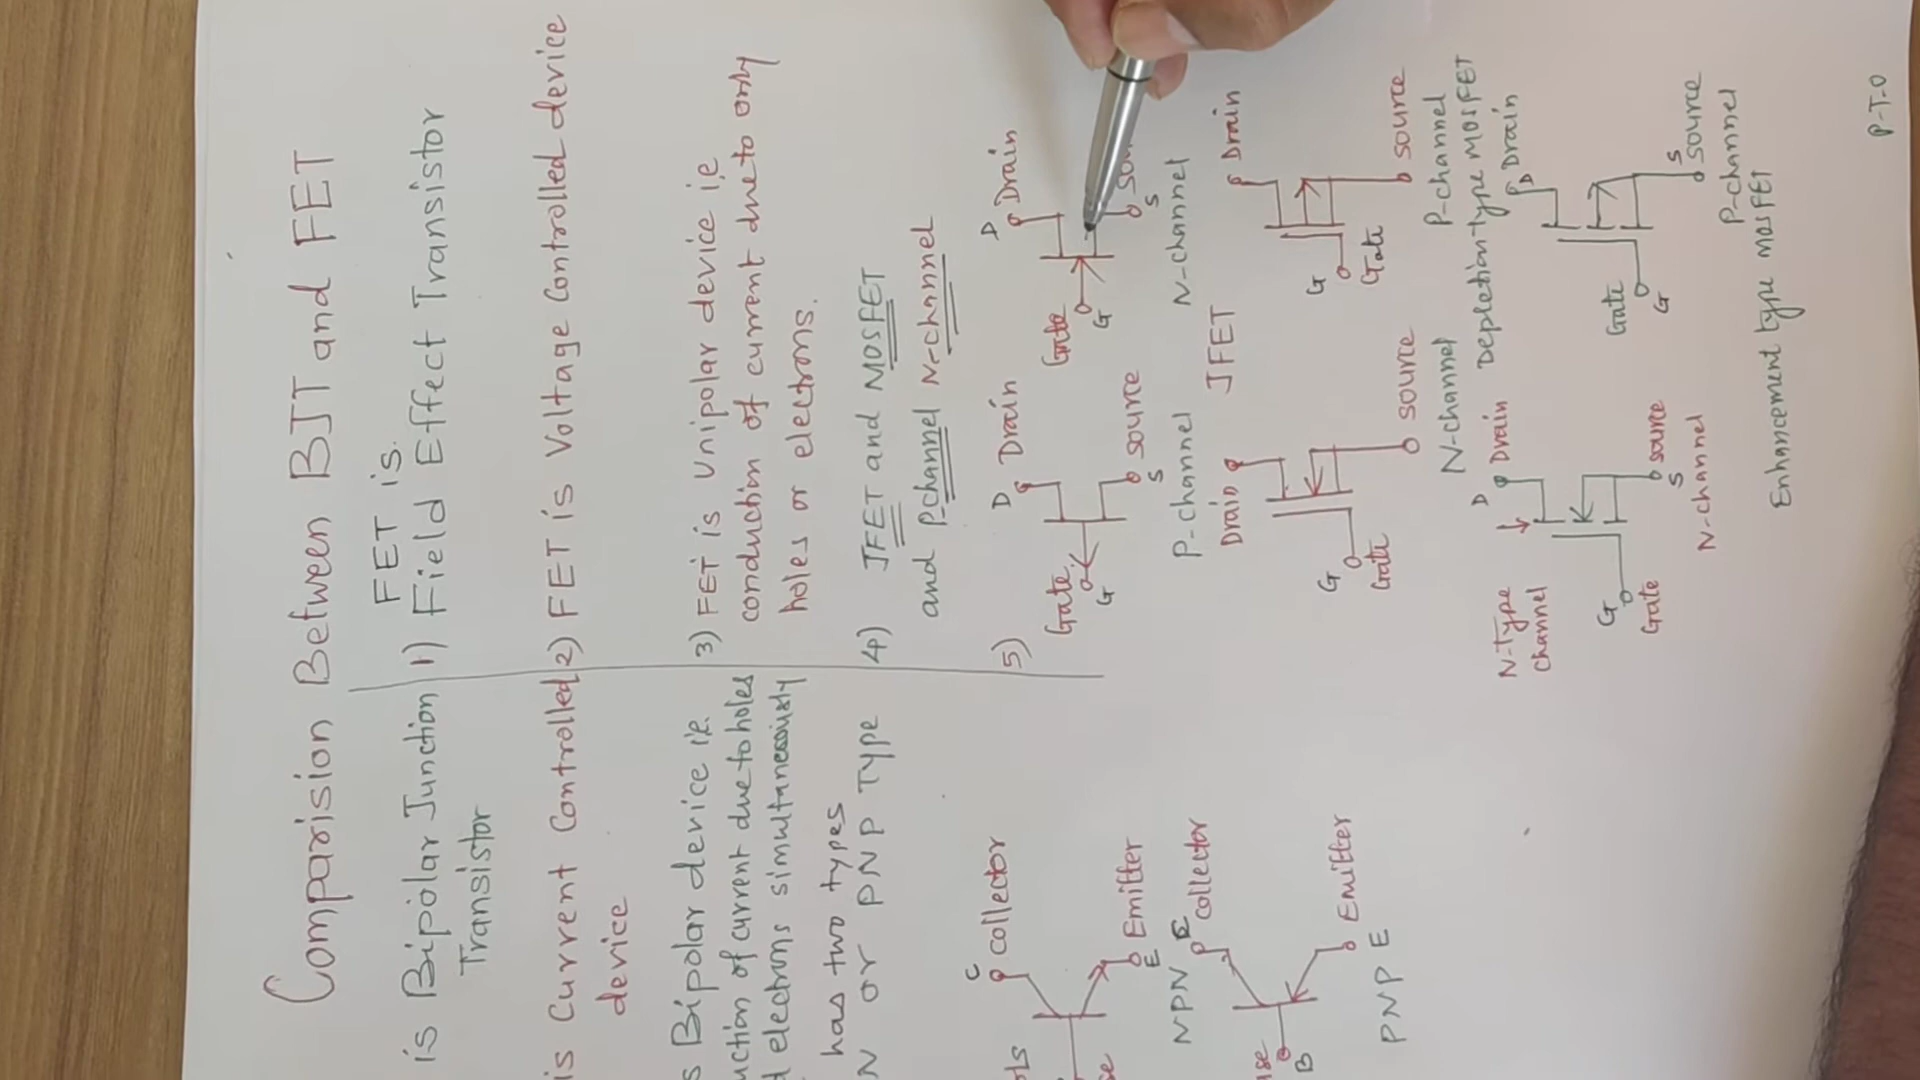 Comparision Between BJT and FET
FET is
is Bipolar Junction
Transistor
1) Field Effect Transistor
is Current Controlled
device
2) FET is Voltage Controlled device
Bipolar device i.e.
uction of current due to holes
electrons simultaneously
3) FET is Unipolar device i.e
conduction of current due to only
holes or electrons.
has two types
N or PNP Type
4) JFET and MOSFET
and Pchannel N-channel
C collector
E Emitter
NPN
collector
Emitter
B
PNP E
5)
D Drain
Gate
G
source
S
P-channel
D Drain
Gate
G
S
N-channel
JFET
Drain
G
Gate
source
N-channel
Drain
G
Gate
source
P-channel
Depletion-type MOSFET
N-type
channel
D Drain
G
Gate
source
S
N-channel
D Drain
Gate
G
S
source
P-channel
Enhancement type MOSFET
P-T-O